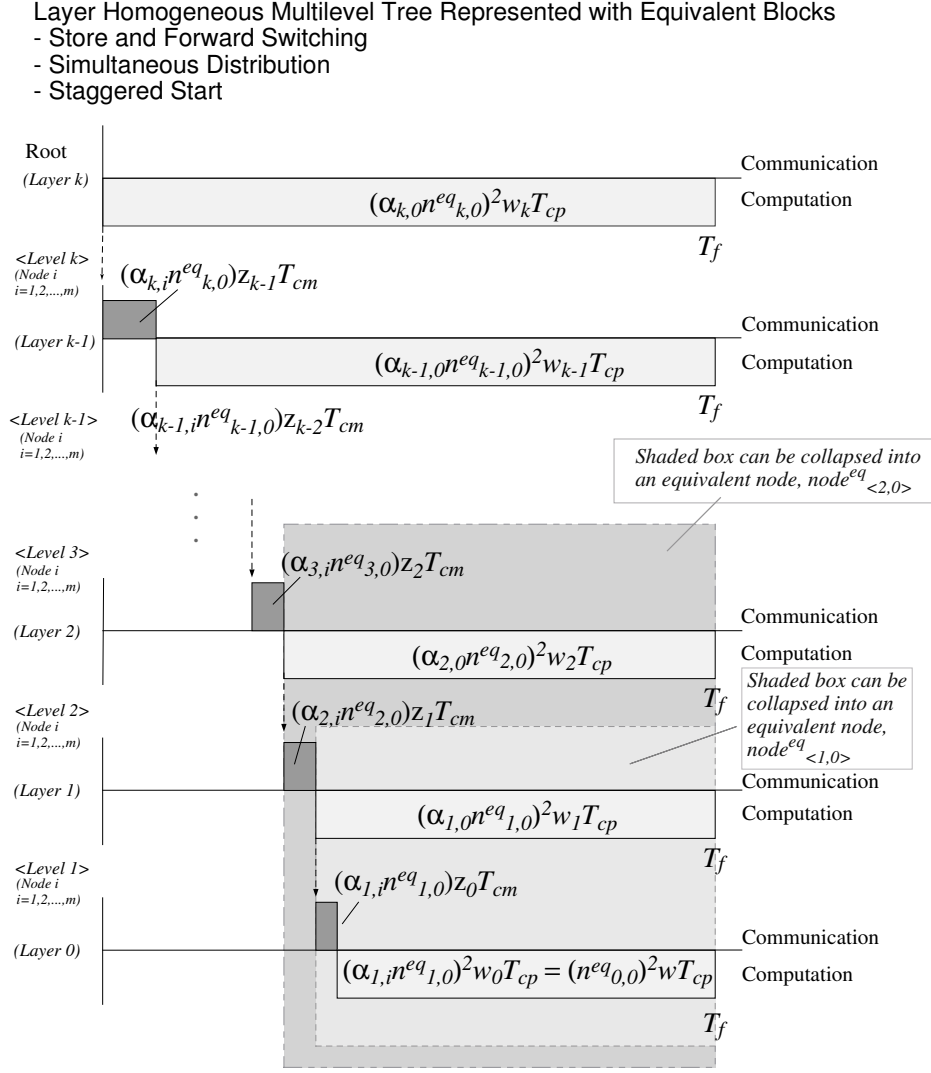 Layer Homogeneous Multilevel Tree Represented with Equivalent Blocks
- Store and Forward Switching
- Simultaneous Distribution
- Staggered Start
Root
(Layer k)
Communication
Computation
(α_{k,0}n^{eq}_{k,0})^2w_kT_{cp}
T_f
<Level k>
(Node i
i=1,2,...,m)
(α_{k,i}n^{eq}_{k,0})z_{k-1}T_{cm}
(Layer k-1)
Communication
Computation
(α_{k-1,0}n^{eq}_{k-1,0})^2w_{k-1}T_{cp}
T_f
<Level k-1>
(Node i
i=1,2,...,m)
(α_{k-1,i}n^{eq}_{k-1,0})z_{k-2}T_{cm}
Shaded box can be collapsed into
an equivalent node, node^{eq}_{<2,0>}
<Level 3>
(Node i
i=1,2,...,m)
(α_{3,i}n^{eq}_{3,0})z_2T_{cm}
(Layer 2)
Communication
Computation
(α_{2,0}n^{eq}_{2,0})^2w_2T_{cp}
T_f
Shaded box can be
collapsed into an
equivalent node,
node^{eq}_{<1,0>}
<Level 2>
(Node i
i=1,2,...,m)
(α_{2,i}n^{eq}_{2,0})z_1T_{cm}
(Layer 1)
Communication
Computation
(α_{1,0}n^{eq}_{1,0})^2w_1T_{cp}
T_f
<Level 1>
(Node i
i=1,2,...,m)
(α_{1,i}n^{eq}_{1,0})z_0T_{cm}
(Layer 0)
Communication
Computation
(α_{1,i}n^{eq}_{1,0})^2w_0T_{cp} = (n^{eq}_{0,0})^2wT_{cp}
T_f